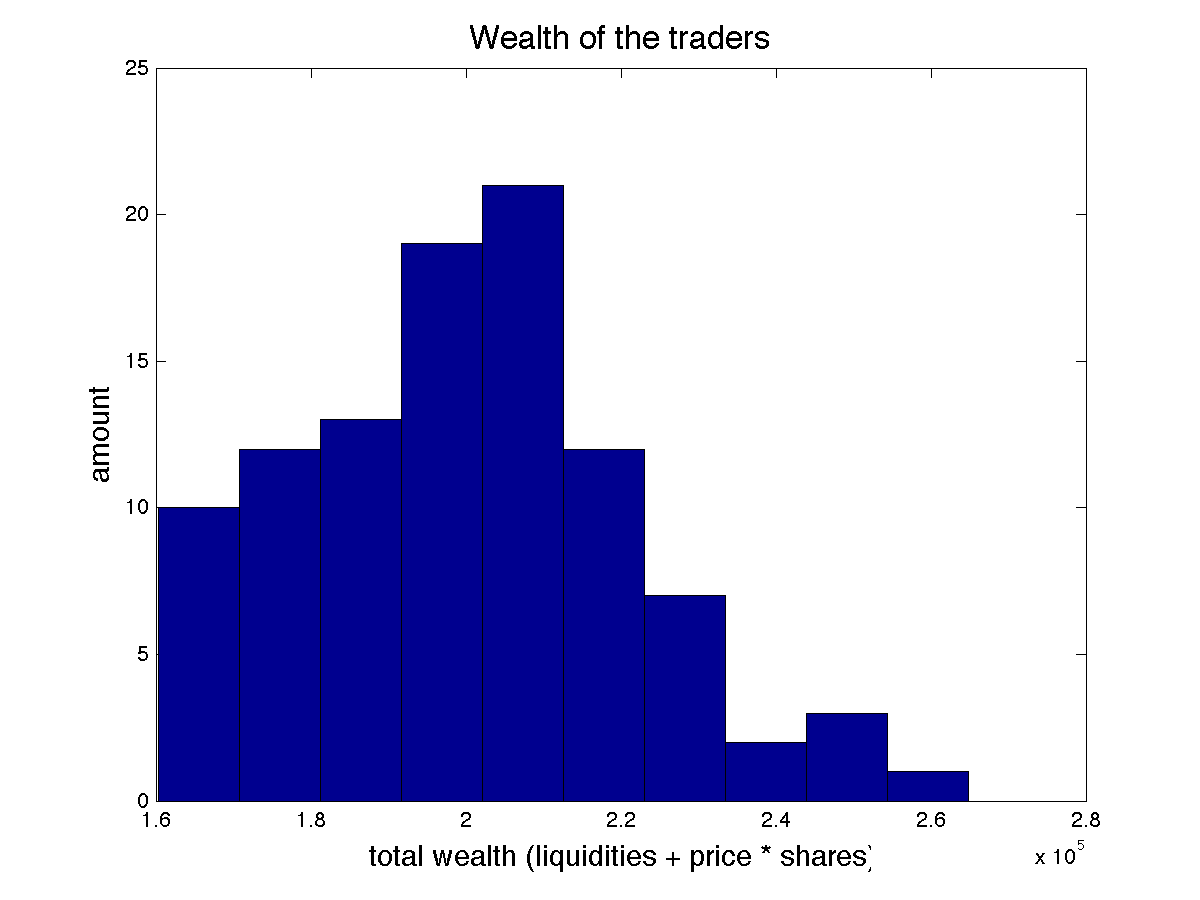 Wealth of the traders
25
20
15
10
5
0
amount
1.6 1.8 2 2.2 2.4 2.6 2.8
total wealth (liquidities + price * shares)
x 10^5